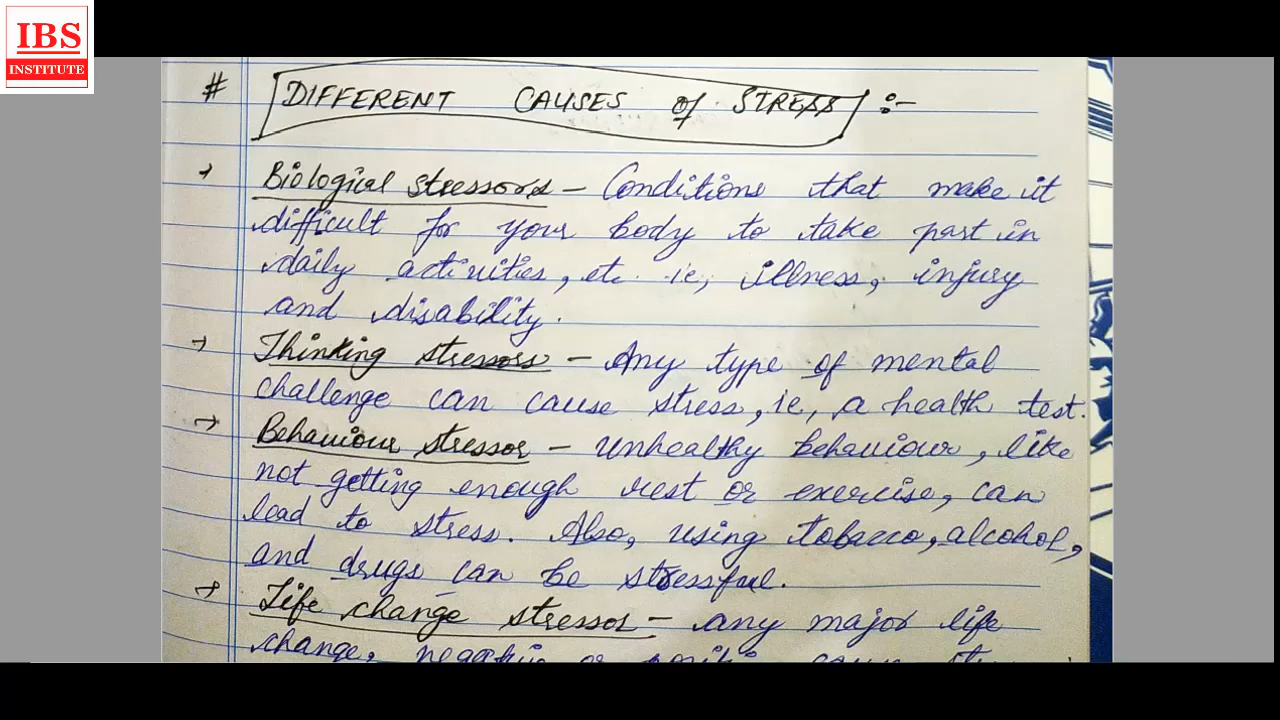 IBS
INSTITUTE
# DIFFERENT CAUSES of STRESS :-
→ Biological stressors – Conditions that make it
difficult for your body to take part in
daily activities, etc. ie, illness, injury
and disability.
→ Thinking stressors – Any type of mental
challenge can cause stress, ie, a health test.
→ Behaviour stressor – unhealthy behaviour, like
not getting enough rest or exercise, can
lead to stress. Also, using tobacco, alcohol,
and drugs can be stressful.
→ Life change stressor – any major life
change, or